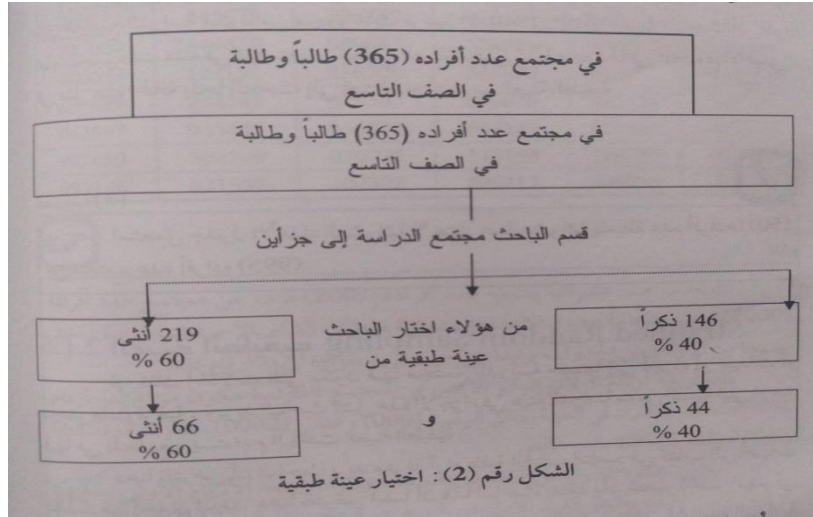 في مجتمع عدد أفراده (365) طالباً وطالبة
في الصف التاسع
في مجتمع عدد أفراده (365) طالباً وطالبة
في الصف التاسع
قسم الباحث مجتمع الدراسة إلى جزأين
146 ذكراً
40 %
من هؤلاء اختار الباحث
عينة طبقية من
219 أنثى
60 %
44 ذكراً
40 %
و
66 أنثى
60 %
الشكل رقم (2): اختيار عينة طبقية